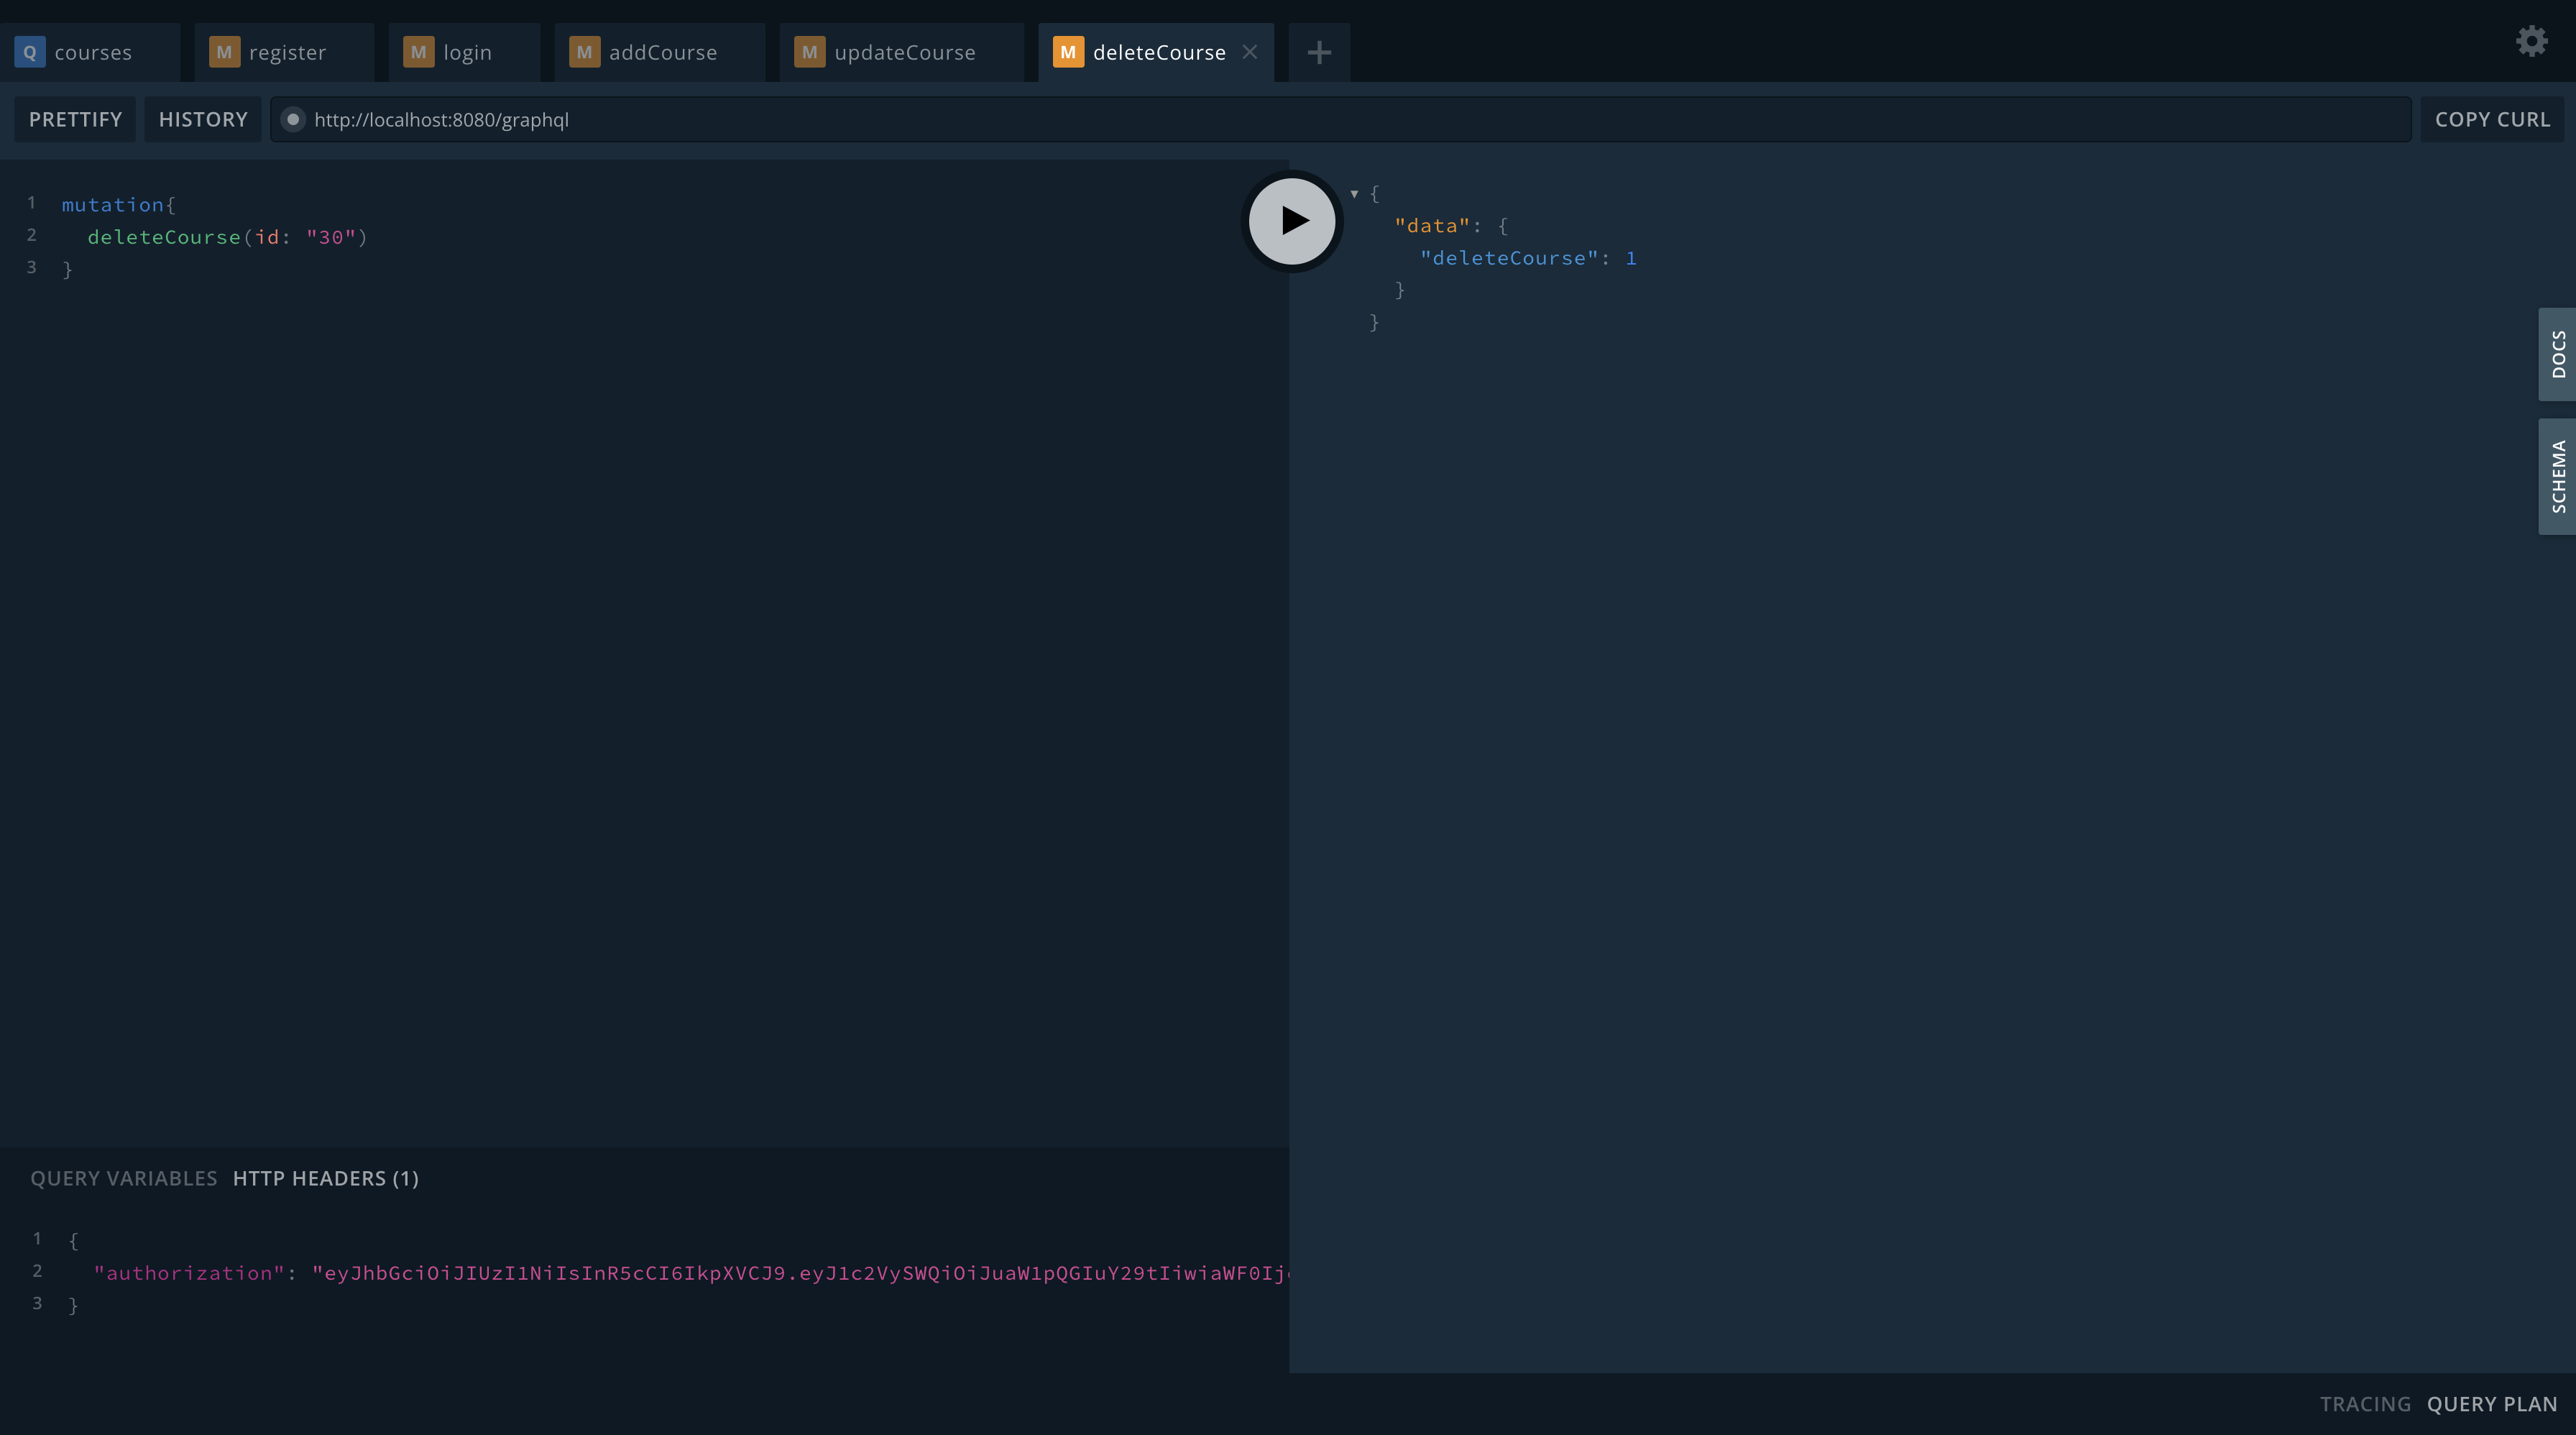 Q courses M register M login M addCourse M updateCourse M deleteCourse
PRETTIFY HISTORY http://localhost:8080/graphql COPY CURL
1 mutation{
2 deleteCourse(id: "30")
3 }
{
"data": {
"deleteCourse": 1
}
}
DOCS
SCHEMA
QUERY VARIABLES HTTP HEADERS (1)
1 {
2 "authorization": "eyJhbGciOiJIUzI1NiIsInR5cCI6IkpXVCJ9.eyJ1c2VySWQiOiJuaW1pQGIuY29tIiwiaWF0Ij
3 }
TRACING QUERY PLAN